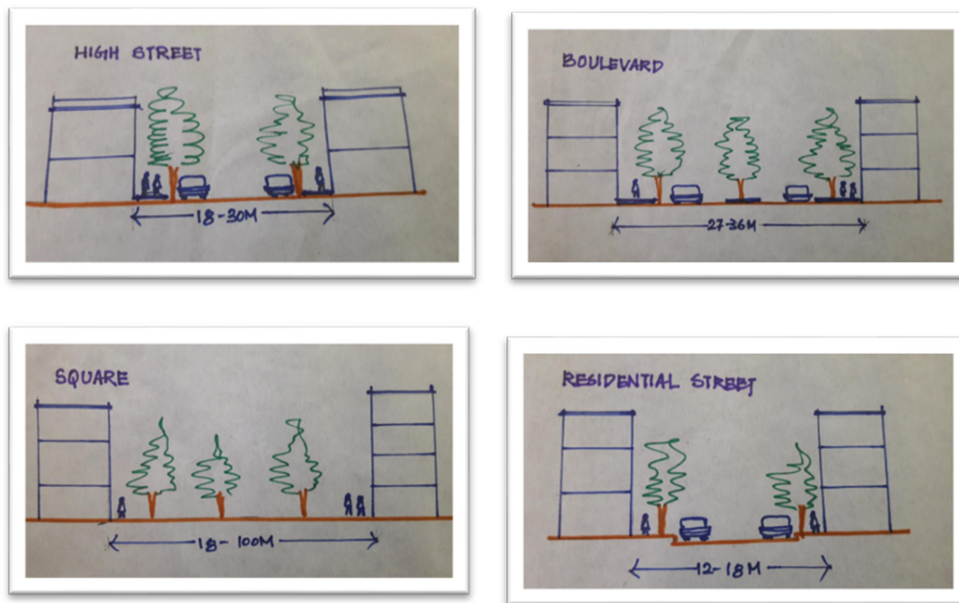 HIGH STREET
18-30M
BOULEVARD
27-36M
SQUARE
18-100M
RESIDENTIAL STREET
12-18M